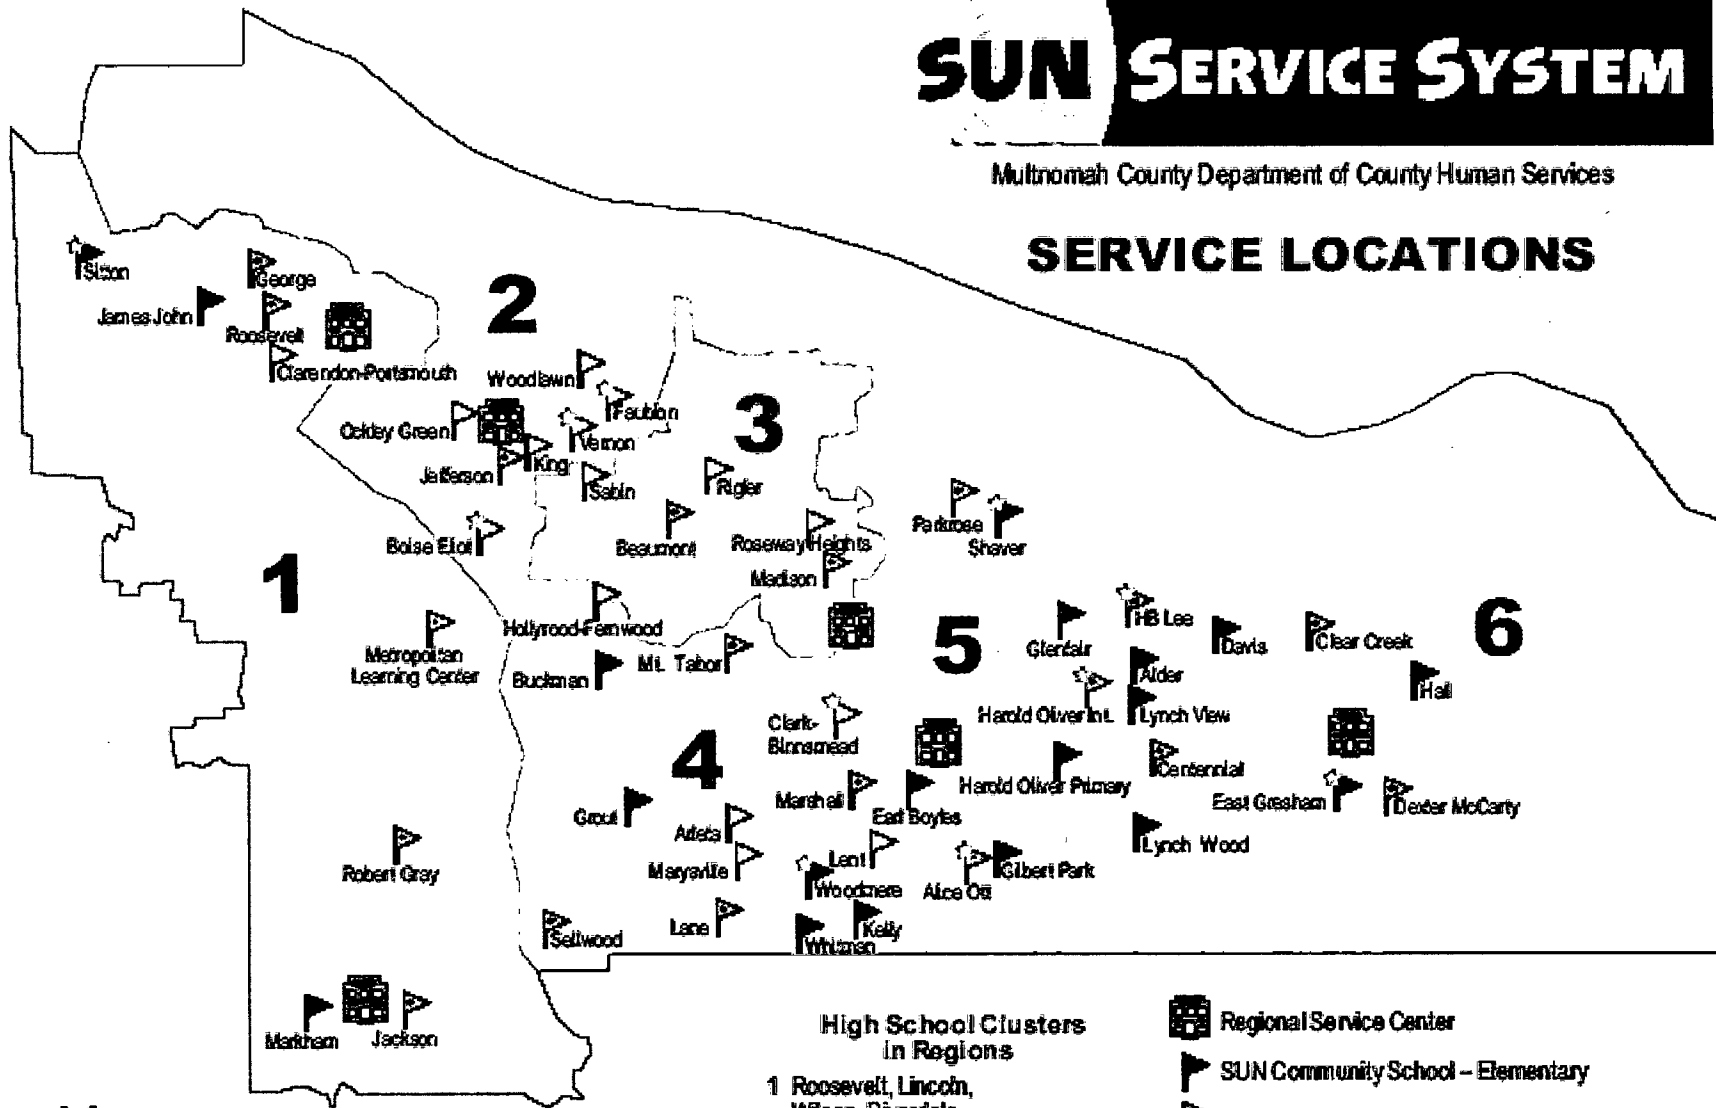 SUN SERVICE SYSTEM
Multnomah County Department of County Human Services
SERVICE LOCATIONS
Sitton
George
James John
Roosevelt
Clarendon-Portsmouth
2
Woodlawn
Faubion
3
Ockley Green
Vernon
King
Jefferson
Sabin
Rigler
Parkrose
Shaver
Boise Eliot
Beaumont
Roseway Heights
Madison
1
Hollyrood-Fernwood
Metropolitan
Learning Center
Buckman
Mt. Tabor
5
Glenfair
HB Lee
Davis
Clear Creek
6
Alder
Hall
Harold Oliver Int.
Lynch View
Clark-
Binnsmead
4
Centennial
Harold Oliver Primary
Marshall
Earl Boyles
East Gresham
Dexter McCarty
Grout
Arleta
Lynch Wood
Marysville
Lent
Woodmere
Alice Ott
Gilbert Park
Robert Gray
Lane
Kelly
Sellwood
Whitman
Markham
Jackson
High School Clusters
in Regions
1 Roosevelt, Lincoln,
Wilson, Riverdale
Regional Service Center
SUN Community School – Elementary